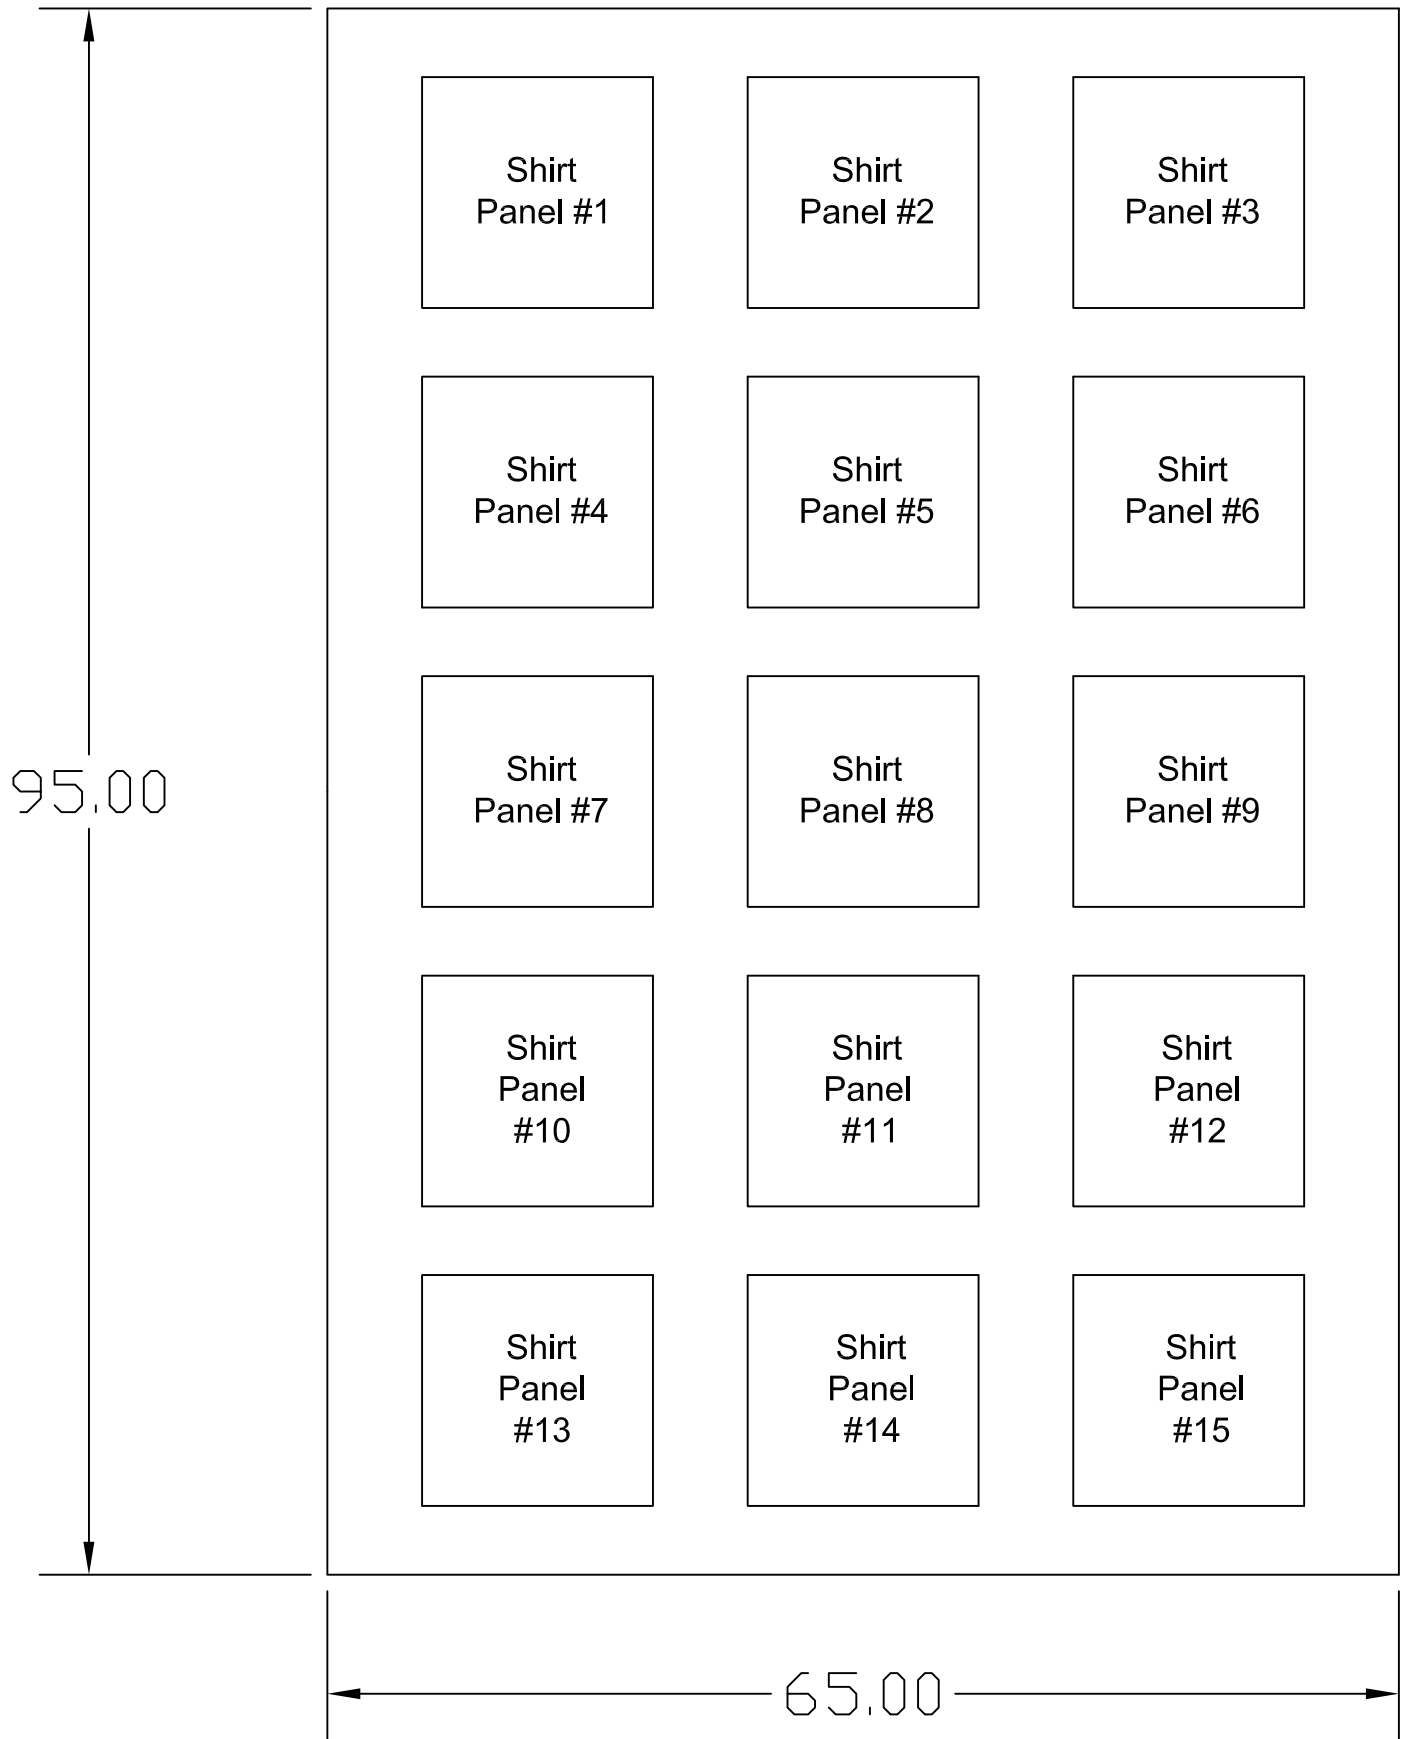 Shirt
Panel #1
Shirt
Panel #2
Shirt
Panel #3
Shirt
Panel #4
Shirt
Panel #5
Shirt
Panel #6
95.00
Shirt
Panel #7
Shirt
Panel #8
Shirt
Panel #9
Shirt
Panel
#10
Shirt
Panel
#11
Shirt
Panel
#12
Shirt
Panel
#13
Shirt
Panel
#14
Shirt
Panel
#15
65.00